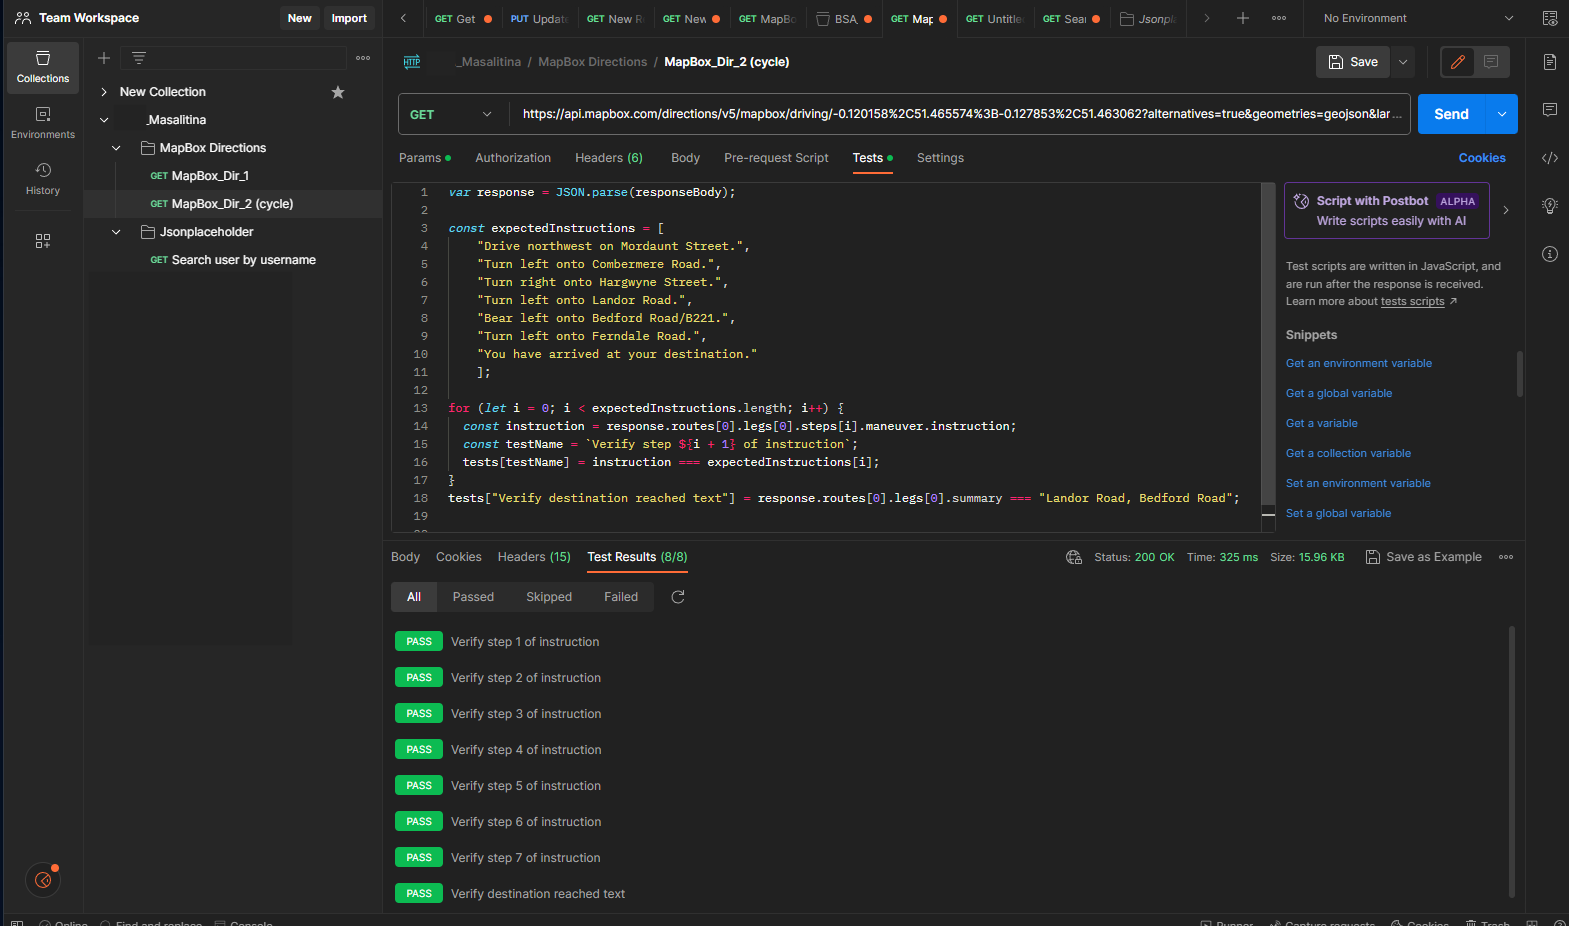 Team Workspace
New
Import
GET Get
PUT Update
GET New R
GET New
GET MapBo
BSA
GET Map
GET Untitle
GET Sear
Jsonpl
No Environment
Collections
Environments
History
New Collection
_Masalitina
MapBox Directions
GET MapBox_Dir_1
GET MapBox_Dir_2 (cycle)
Jsonplaceholder
GET Search user by username
HTTP _Masalitina / MapBox Directions / MapBox_Dir_2 (cycle)
Save
GET
https://api.mapbox.com/directions/v5/mapbox/driving/-0.120158%2C51.465574%3B-0.127853%2C51.463062?alternatives=true&geometries=geojson&lar...
Send
Params
Authorization
Headers (6)
Body
Pre-request Script
Tests
Settings
Cookies
1 var response = JSON.parse(responseBody);
2
3 const expectedInstructions = [
4 "Drive northwest on Mordaunt Street.",
5 "Turn left onto Combermere Road.",
6 "Turn right onto Hargwyne Street.",
7 "Turn left onto Landor Road.",
8 "Bear left onto Bedford Road/B221.",
9 "Turn left onto Ferndale Road.",
10 "You have arrived at your destination."
11 ];
12
13 for (let i = 0; i < expectedInstructions.length; i++) {
14 const instruction = response.routes[0].legs[0].steps[i].maneuver.instruction;
15 const testName = `Verify step ${i + 1} of instruction`;
16 tests[testName] = instruction === expectedInstructions[i];
17 }
18 tests["Verify destination reached text"] = response.routes[0].legs[0].summary === "Landor Road, Bedford Road";
19
Script with Postbot ALPHA
Write scripts easily with AI
Test scripts are written in JavaScript, and
are run after the response is received.
Learn more about tests scripts ↗
Snippets
Get an environment variable
Get a global variable
Get a variable
Get a collection variable
Set an environment variable
Set a global variable
Body
Cookies
Headers (15)
Test Results (8/8)
Status: 200 OK
Time: 325 ms
Size: 15.96 KB
Save as Example
All
Passed
Skipped
Failed
PASS Verify step 1 of instruction
PASS Verify step 2 of instruction
PASS Verify step 3 of instruction
PASS Verify step 4 of instruction
PASS Verify step 5 of instruction
PASS Verify step 6 of instruction
PASS Verify step 7 of instruction
PASS Verify destination reached text
Online
Find and replace
Console
Runner
Capture requests
Cookies
Trash